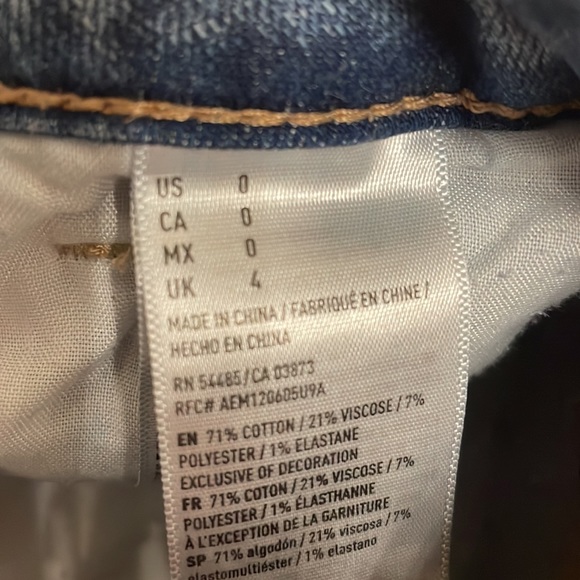 US 0
CA 0
MX 0
UK 4
MADE IN CHINA / FABRIQUÉ EN CHINE /
HECHO EN CHINA
RN 54485/CA 03873
RFC# AEM120605U9A
EN 71% COTTON / 21% VISCOSE / 7%
POLYESTER / 1% ELASTANE
EXCLUSIVE OF DECORATION
FR 71% COTON / 21% VISCOSE / 7%
POLYESTER / 1% ÉLASTHANNE
À L'EXCEPTION DE LA GARNITURE
SP 71% algodón / 21% viscosa / 7%
elastomultiéster / 1% elastano